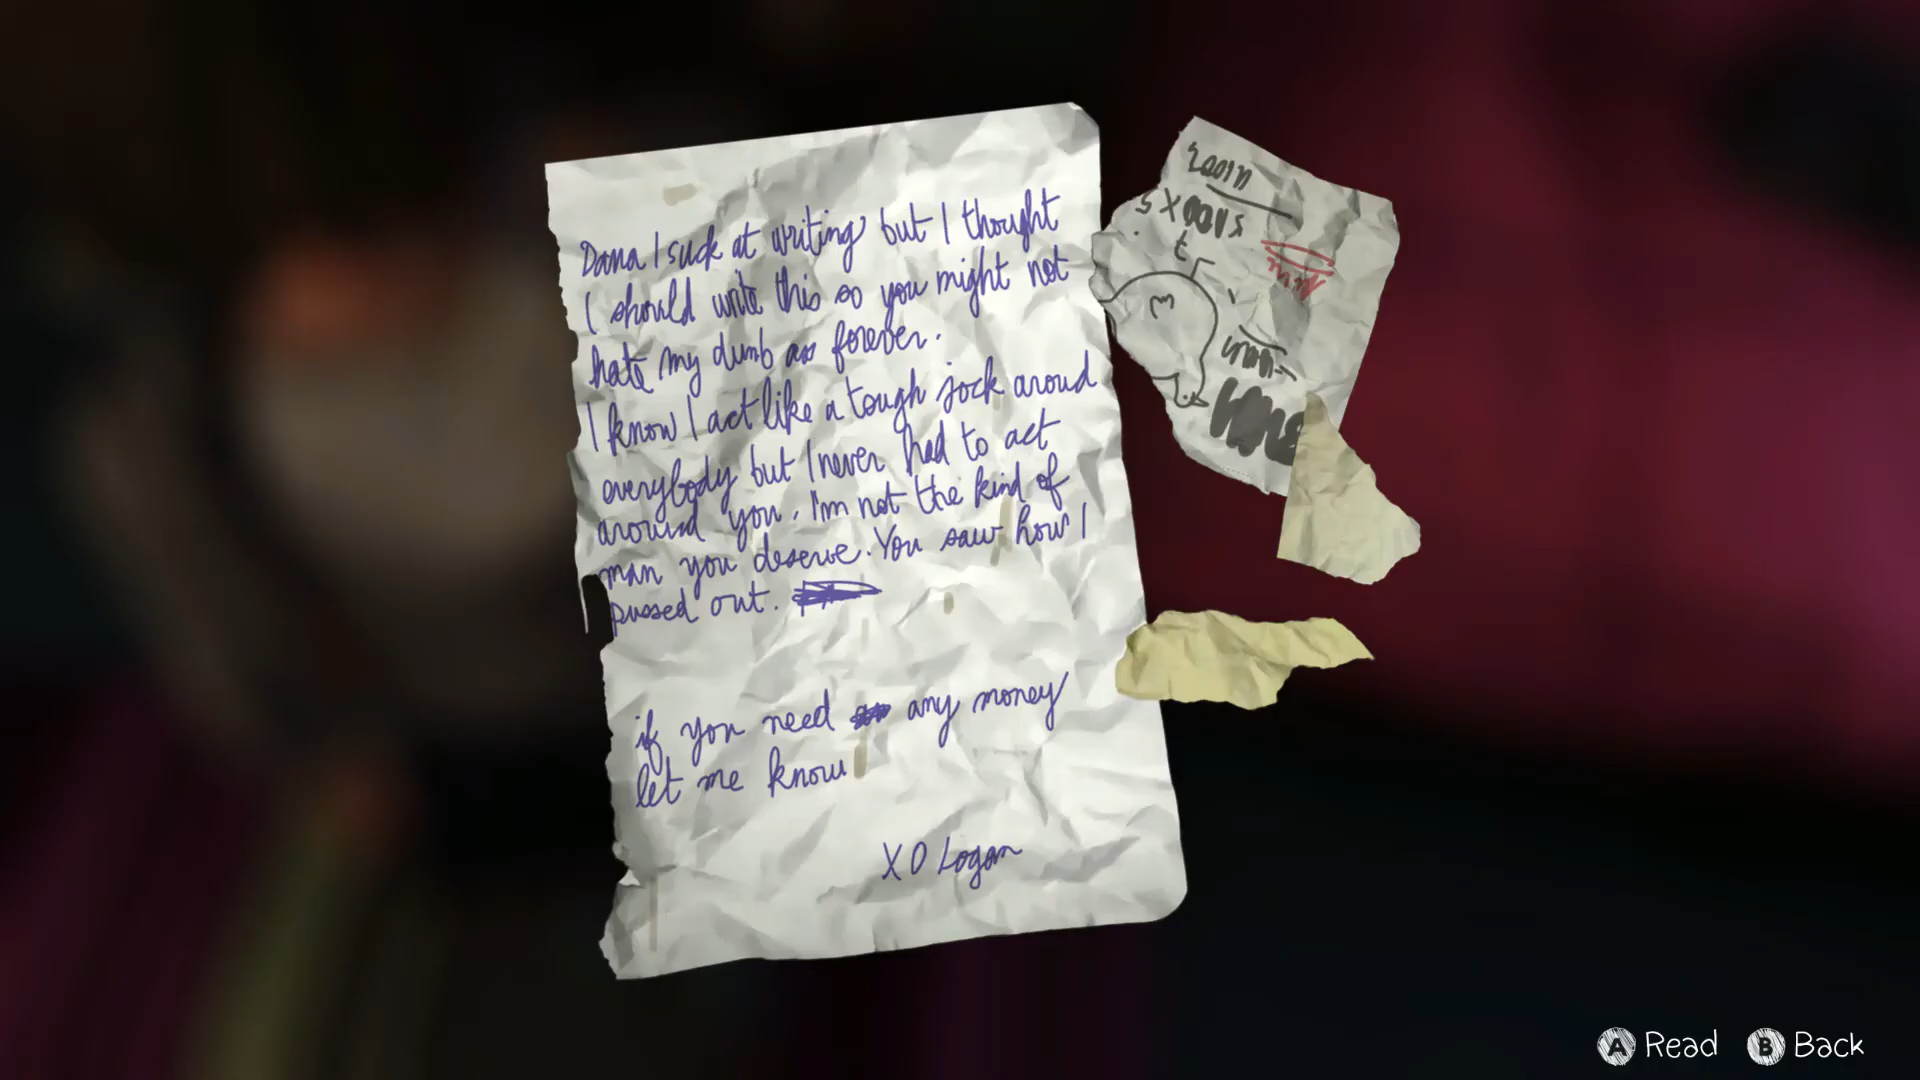 Dana I suck at writing but I thought
I should write this so you might not
hate my dumb ass forever.
I know I act like a tough jock aroud
everybody but I never had to act
around you. I'm not the kind of
man you deserve. You saw how I
pussed out.
if you need any money
let me know
XO Logan
A Read B Back